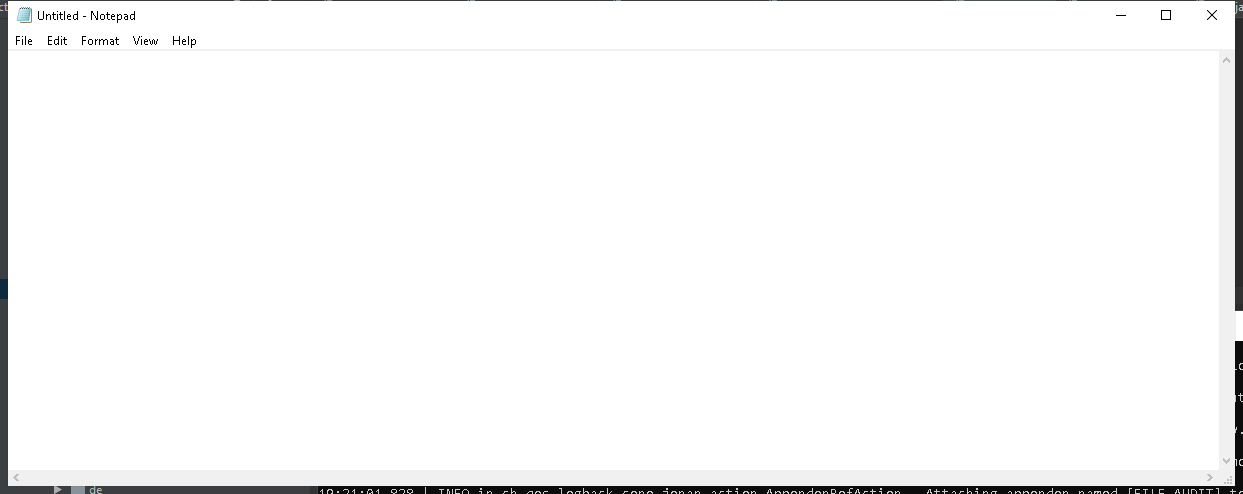 Untitled - Notepad
File Edit Format View Help
de
19:21:01,828 | INFO in ch.qos.logback.core.joran.action.AppenderRefAction - Attaching appender named [FILE_AUDIT] t